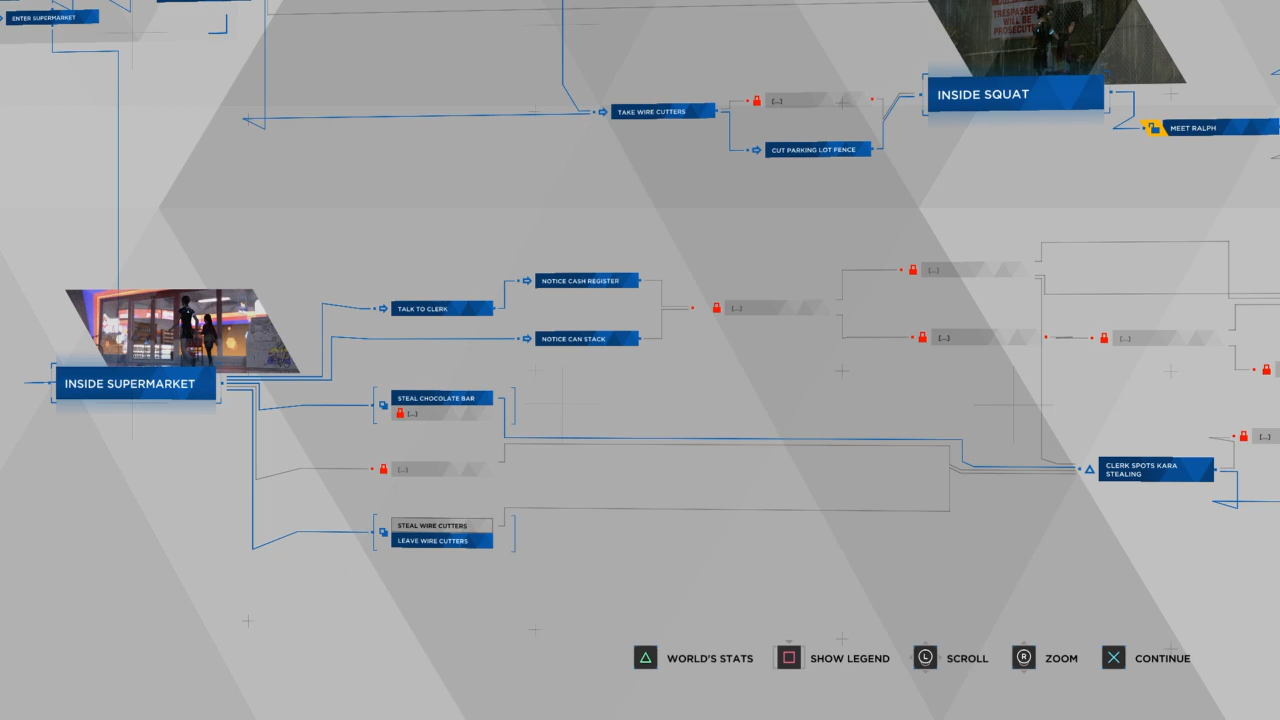 ENTER SUPERMARKET
TRESPASSERS
WILL BE
PROSECUTED
INSIDE SQUAT
[...]
TAKE WIRE CUTTERS
MEET RALPH
CUT PARKING LOT FENCE
[...]
NOTICE CASH REGISTER
TALK TO CLERK
[...]
NOTICE CAN STACK
[...]
[...]
INSIDE SUPERMARKET
STEAL CHOCOLATE BAR
[...]
[...]
[...]
CLERK SPOTS KARA
STEALING
STEAL WIRE CUTTERS
LEAVE WIRE CUTTERS
WORLD'S STATS
SHOW LEGEND
L
SCROLL
R
ZOOM
CONTINUE